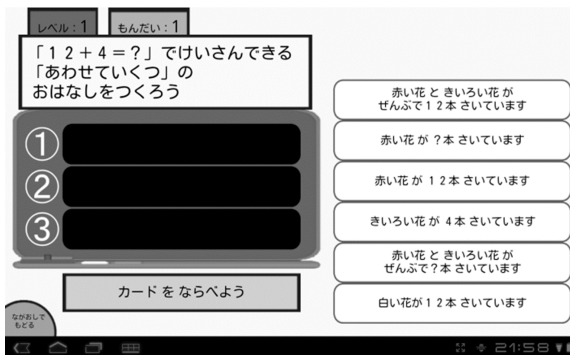 レベル：1
もんだい：1
「12＋4＝？」でけいさんできる
「あわせていくつ」の
おはなしをつくろう
①
②
③
カード を ならべよう
赤い花 と きいろい花 が
ぜんぶで12本 さいています
赤い花 が ？本 さいています
赤い花 が 12本 さいています
きいろい花 が 4本 さいています
赤い花 と きいろい花 が
ぜんぶで？本 さいています
白い花が12本 さいています
ながおしで
もどる
21:58